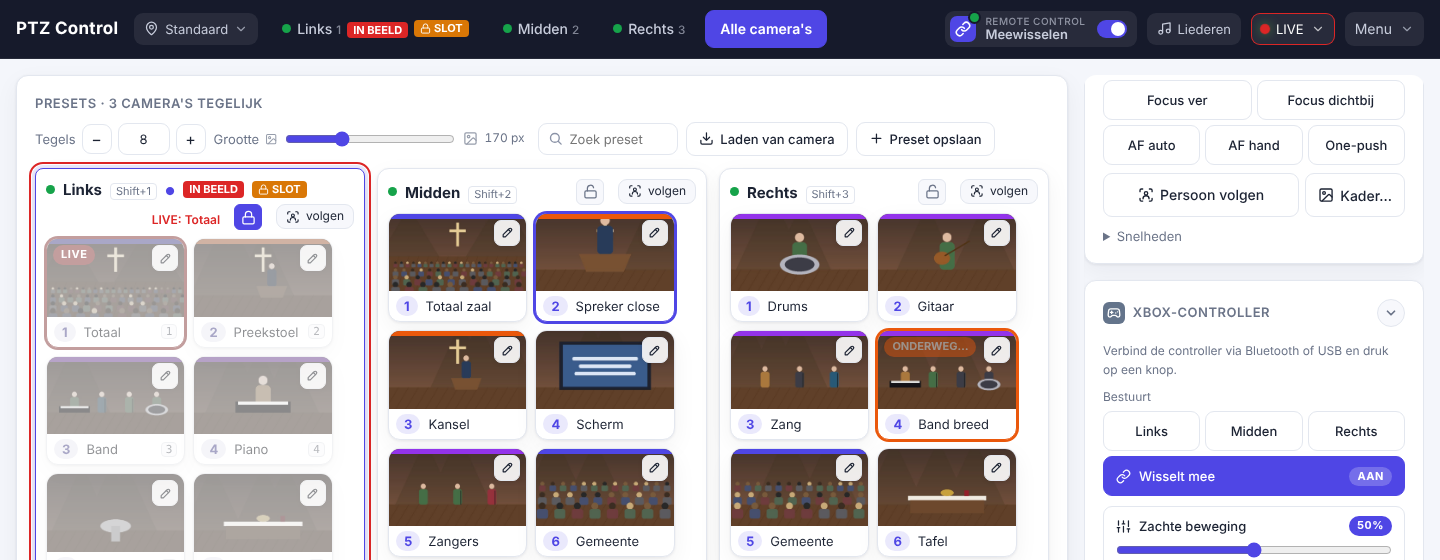 PTZ Control
Standaard
Links 1 IN BEELD SLOT
Midden 2
Rechts 3
Alle camera's
REMOTE CONTROL
Meewisselen
Liederen
LIVE
Menu
PRESETS · 3 CAMERA'S TEGELIJK
Tegels − 8 + Grootte 170 px Zoek preset Laden van camera + Preset opslaan
Links Shift+1 IN BEELD SLOT
LIVE: Totaal volgen
LIVE
1 Totaal 1
2 Preekstoel 2
3 Band 3
4 Piano 4
Midden Shift+2 volgen
1 Totaal zaal
2 Spreker close
3 Kansel
4 Scherm
5 Zangers
6 Gemeente
Rechts Shift+3 volgen
1 Drums
2 Gitaar
3 Zang
ONDERWEG...
4 Band breed
5 Gemeente
6 Tafel
Focus ver
Focus dichtbij
AF auto
AF hand
One-push
Persoon volgen
Kader...
Snelheden
XBOX-CONTROLLER
Verbind de controller via Bluetooth of USB en druk
op een knop.
Bestuurt
Links
Midden
Rechts
Wisselt mee AAN
Zachte beweging 50%